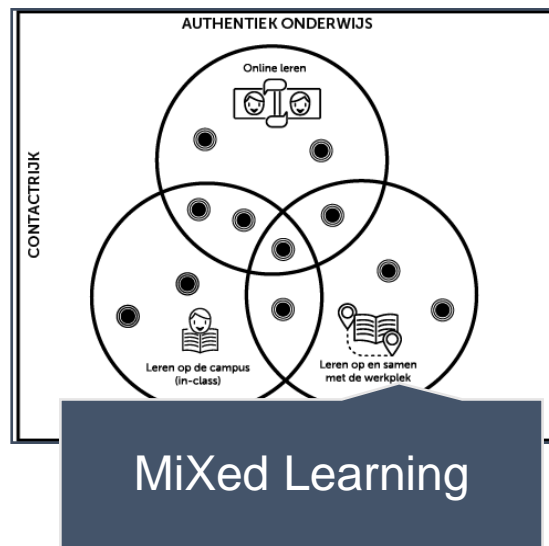 AUTHENTIEK ONDERWIJS
Online leren
CONTACTRIJK
Leren op de campus
(in-class)
Leren op en samen
met de werkplek
MiXed Learning